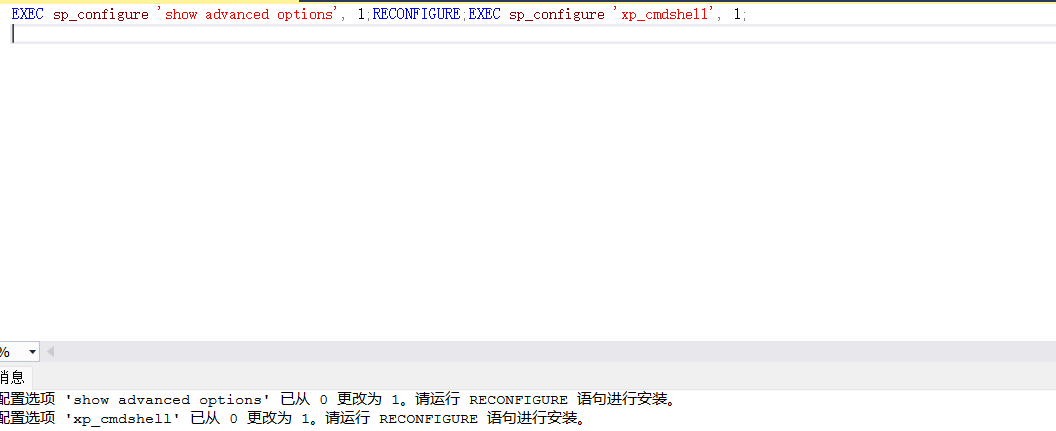 EXEC sp_configure 'show advanced options', 1;RECONFIGURE;EXEC sp_configure 'xp_cmdshell', 1;
%
消息
配置选项 'show advanced options' 已从 0 更改为 1。请运行 RECONFIGURE 语句进行安装。
配置选项 'xp_cmdshell' 已从 0 更改为 1。请运行 RECONFIGURE 语句进行安装。